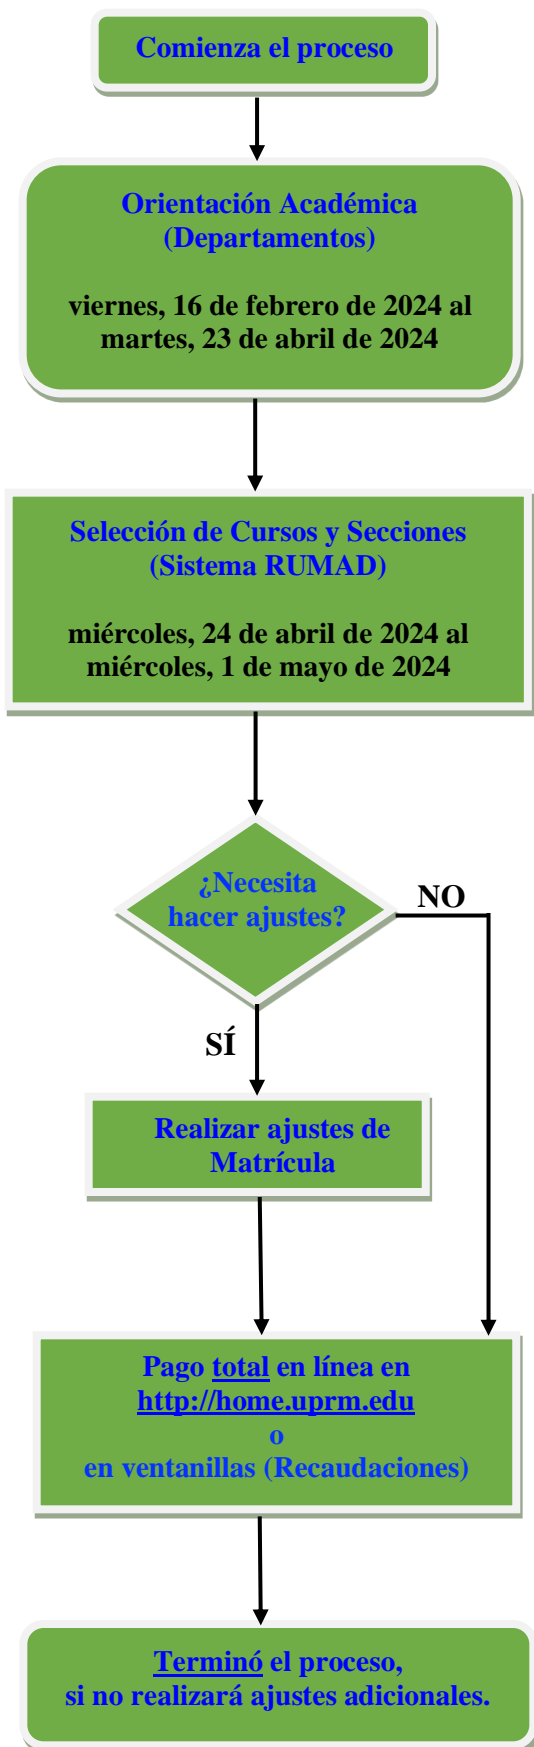 Comienza el proceso
Orientación Académica
(Departamentos)
viernes, 16 de febrero de 2024 al
martes, 23 de abril de 2024
Selección de Cursos y Secciones
(Sistema RUMAD)
miércoles, 24 de abril de 2024 al
miércoles, 1 de mayo de 2024
¿Necesita
hacer ajustes?
NO
SÍ
Realizar ajustes de
Matrícula
Pago total en línea en
http://home.uprm.edu
o
en ventanillas (Recaudaciones)
Terminó el proceso,
si no realizará ajustes adicionales.